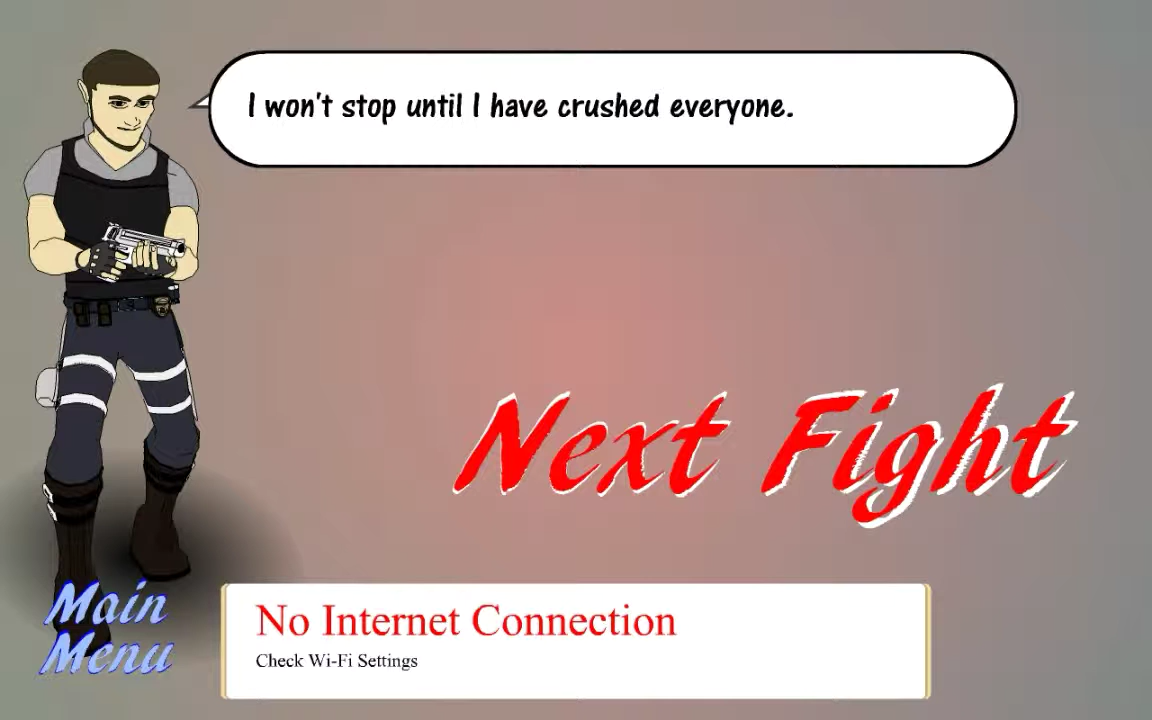 I won't stop until I have crushed everyone.
Next Fight
Main
Menu
No Internet Connection
Check Wi-Fi Settings